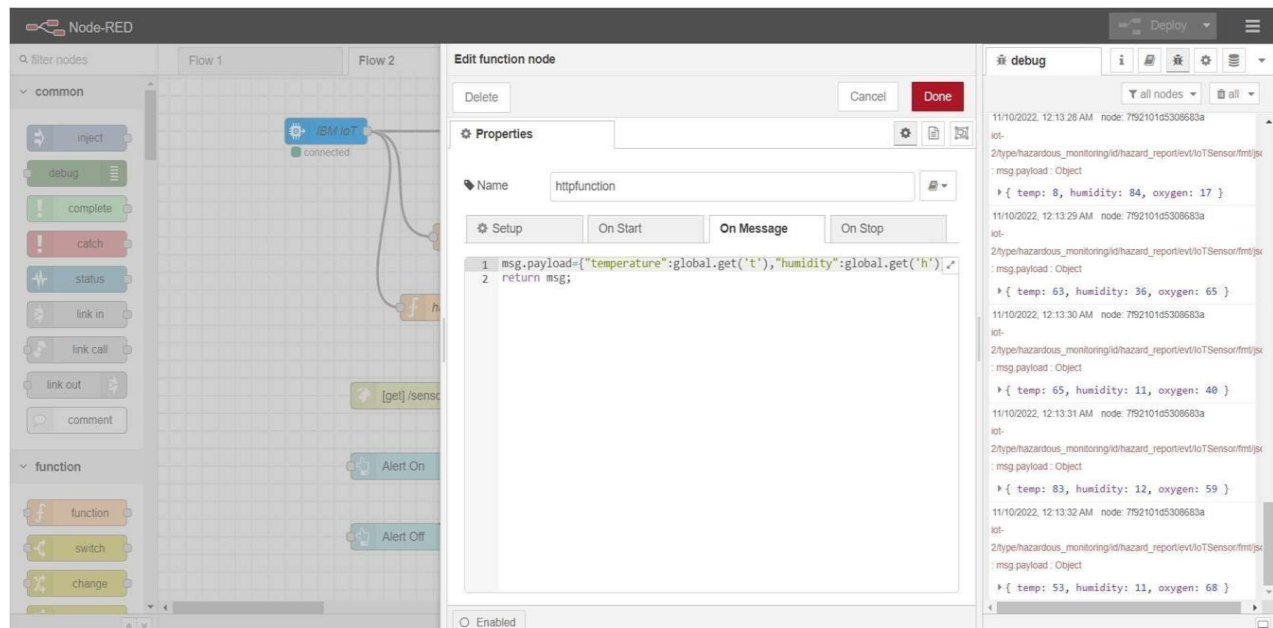 Node-RED
Deploy
filter nodes
common
inject
debug
complete
catch
status
link in
link call
link out
comment
function
function
switch
change
Flow 1
Flow 2
IBM IoT
connected
[get] /senso
Alert On
Alert Off
Edit function node
Delete
Cancel
Done
Properties
Name
httpfunction
Setup
On Start
On Message
On Stop
1 msg.payload={"temperature":global.get('t'),"humidity":global.get('h')
2 return msg;
Enabled
debug
all nodes
all
11/10/2022, 12:13:28 AM node: 7f92101d5308683a
iot-
2/type/hazardous_monitoring/id/hazard_report/evt/IoTSensor/fmt/jso
: msg.payload : Object
{ temp: 8, humidity: 84, oxygen: 17 }
11/10/2022, 12:13:29 AM node: 7f92101d5308683a
iot-
2/type/hazardous_monitoring/id/hazard_report/evt/IoTSensor/fmt/jso
: msg.payload : Object
{ temp: 63, humidity: 36, oxygen: 65 }
11/10/2022, 12:13:30 AM node: 7f92101d5308683a
iot-
2/type/hazardous_monitoring/id/hazard_report/evt/IoTSensor/fmt/jso
: msg.payload : Object
{ temp: 65, humidity: 11, oxygen: 40 }
11/10/2022, 12:13:31 AM node: 7f92101d5308683a
iot-
2/type/hazardous_monitoring/id/hazard_report/evt/IoTSensor/fmt/jso
: msg.payload : Object
{ temp: 83, humidity: 12, oxygen: 59 }
11/10/2022, 12:13:32 AM node: 7f92101d5308683a
iot-
2/type/hazardous_monitoring/id/hazard_report/evt/IoTSensor/fmt/jso
: msg.payload : Object
{ temp: 53, humidity: 11, oxygen: 68 }